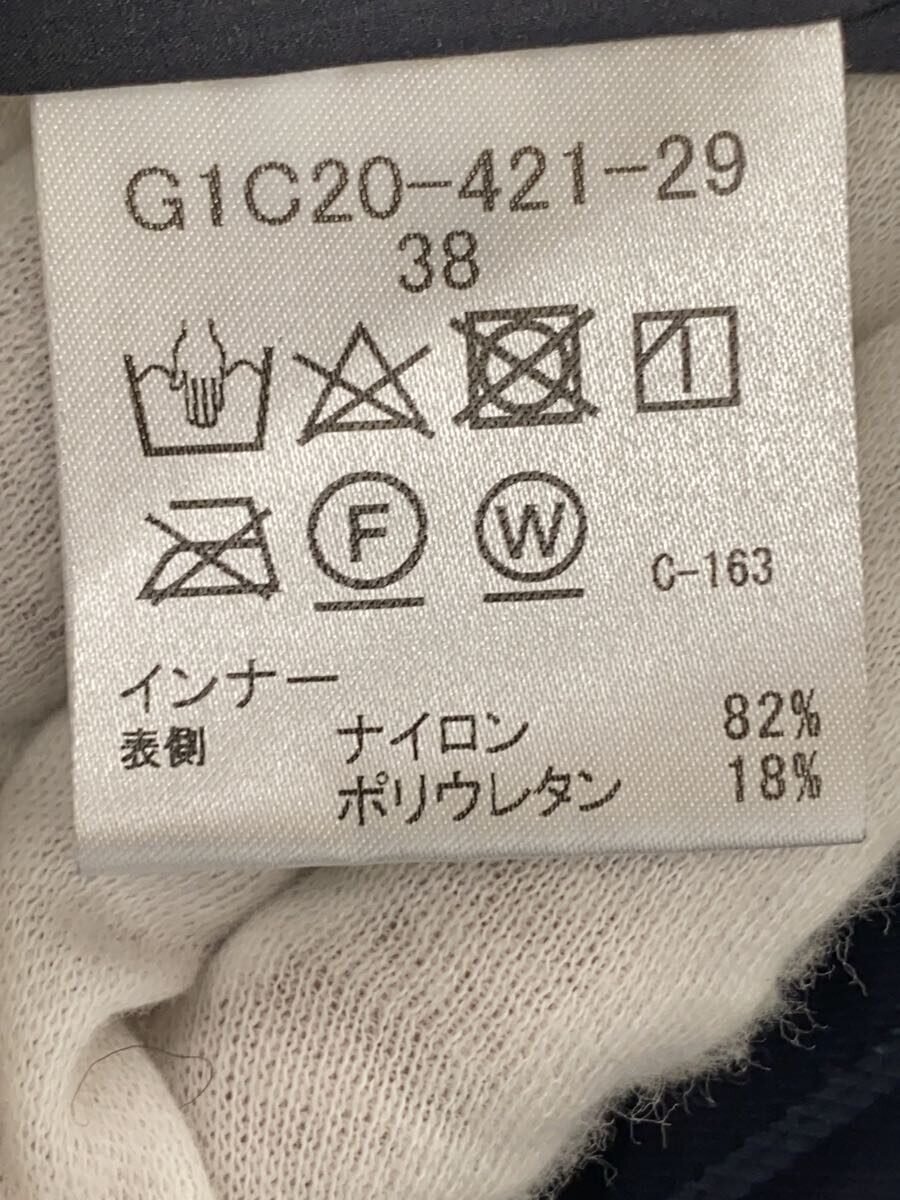 G1C20-421-29
38
F W C-163
インナー
表側 ナイロン 82%
ポリウレタン 18%